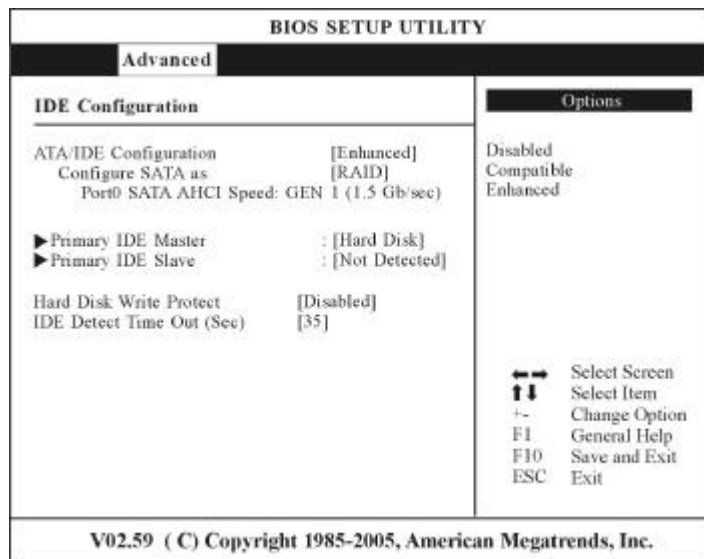 BIOS SETUP UTILITY
Advanced
IDE Configuration
ATA/IDE Configuration [Enhanced]
Configure SATA as [RAID]
Port0 SATA AHCI Speed: GEN 1 (1.5 Gb/sec)
▶Primary IDE Master : [Hard Disk]
▶Primary IDE Slave : [Not Detected]
Hard Disk Write Protect [Disabled]
IDE Detect Time Out (Sec) [35]
Options
Disabled
Compatible
Enhanced
←→ Select Screen
↑↓ Select Item
+- Change Option
F1 General Help
F10 Save and Exit
ESC Exit
V02.59 ( C) Copyright 1985-2005, American Megatrends, Inc.